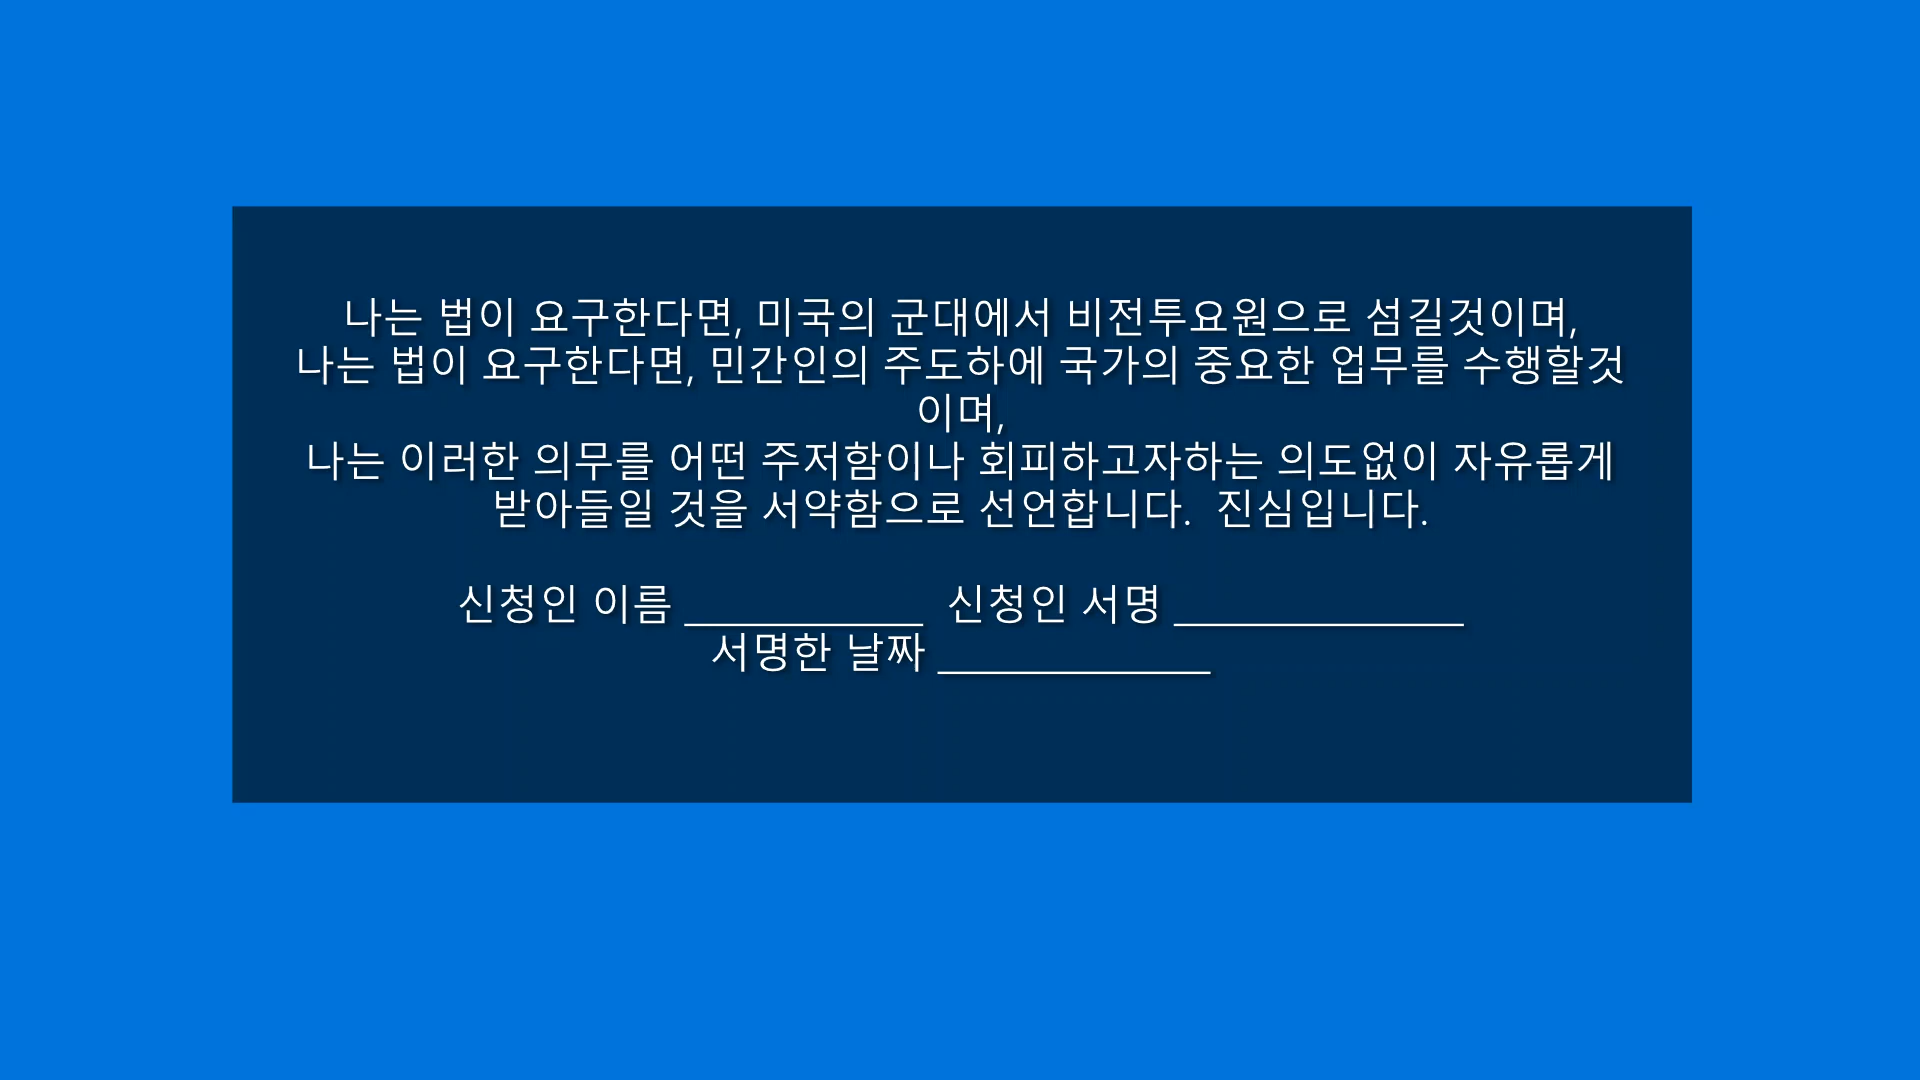 나는 법이 요구한다면, 미국의 군대에서 비전투요원으로 섬길것이며,
나는 법이 요구한다면, 민간인의 주도하에 국가의 중요한 업무를 수행할것
이며,
나는 이러한 의무를 어떤 주저함이나 회피하고자하는 의도없이 자유롭게
받아들일 것을 서약함으로 선언합니다.  진심입니다.
신청인 이름 ______________  신청인 서명 _________________
서명한 날짜 ________________